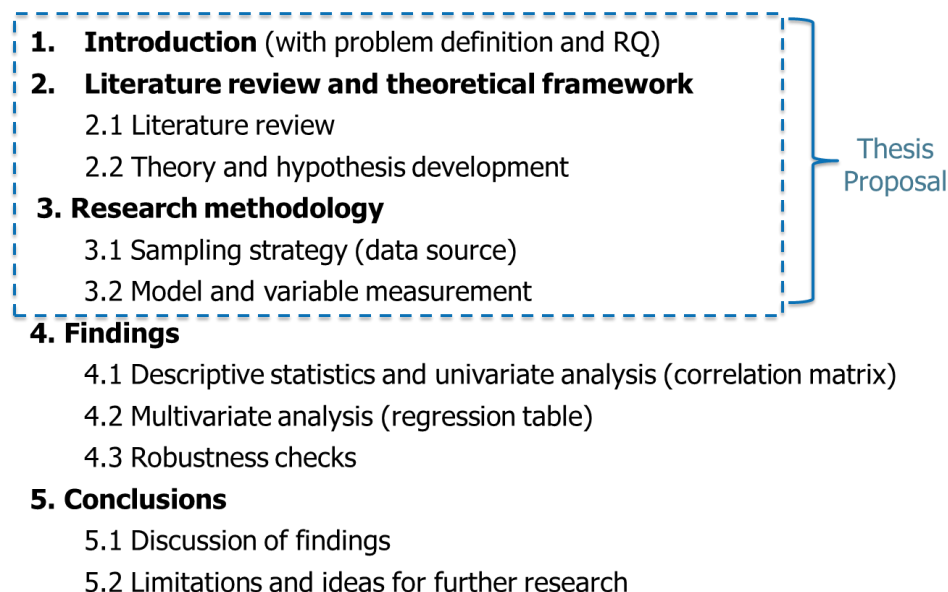 1. Introduction (with problem definition and RQ)
2. Literature review and theoretical framework
2.1 Literature review
2.2 Theory and hypothesis development
3. Research methodology
3.1 Sampling strategy (data source)
3.2 Model and variable measurement
Thesis
Proposal
4. Findings
4.1 Descriptive statistics and univariate analysis (correlation matrix)
4.2 Multivariate analysis (regression table)
4.3 Robustness checks
5. Conclusions
5.1 Discussion of findings
5.2 Limitations and ideas for further research